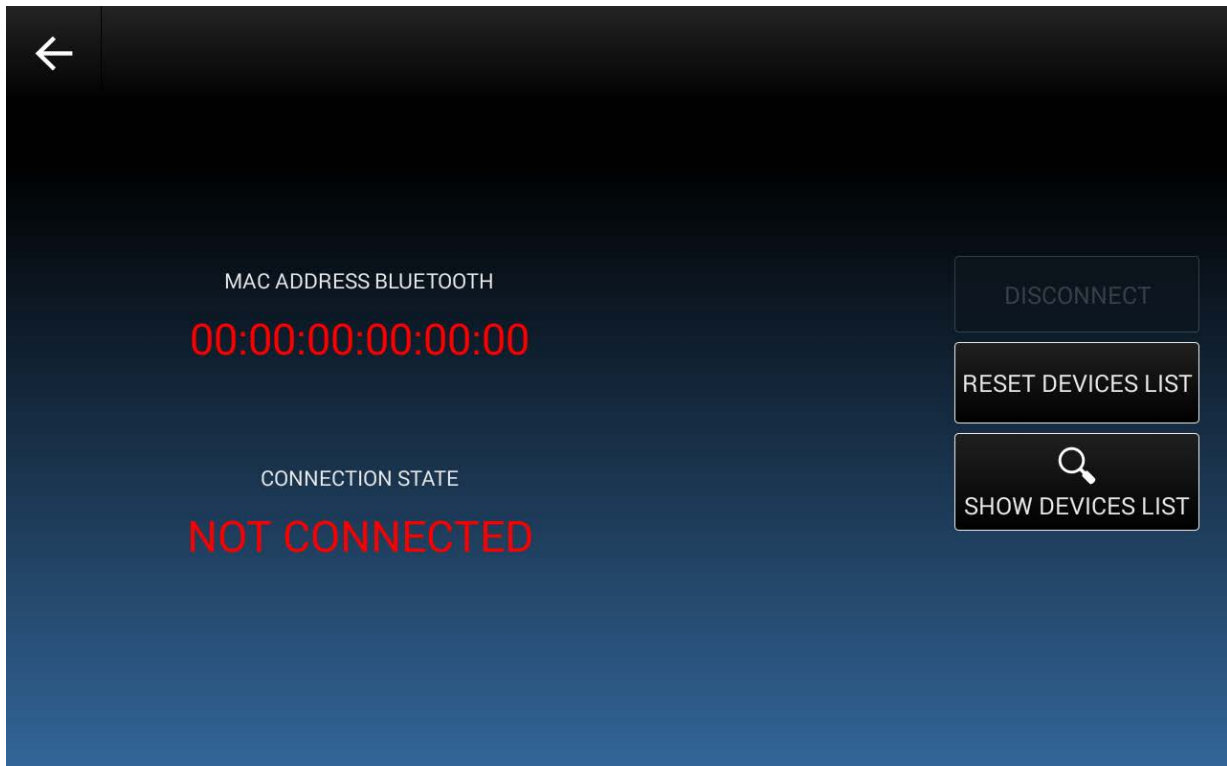 MAC ADDRESS BLUETOOTH
00:00:00:00:00:00
CONNECTION STATE
NOT CONNECTED
DISCONNECT
RESET DEVICES LIST
SHOW DEVICES LIST